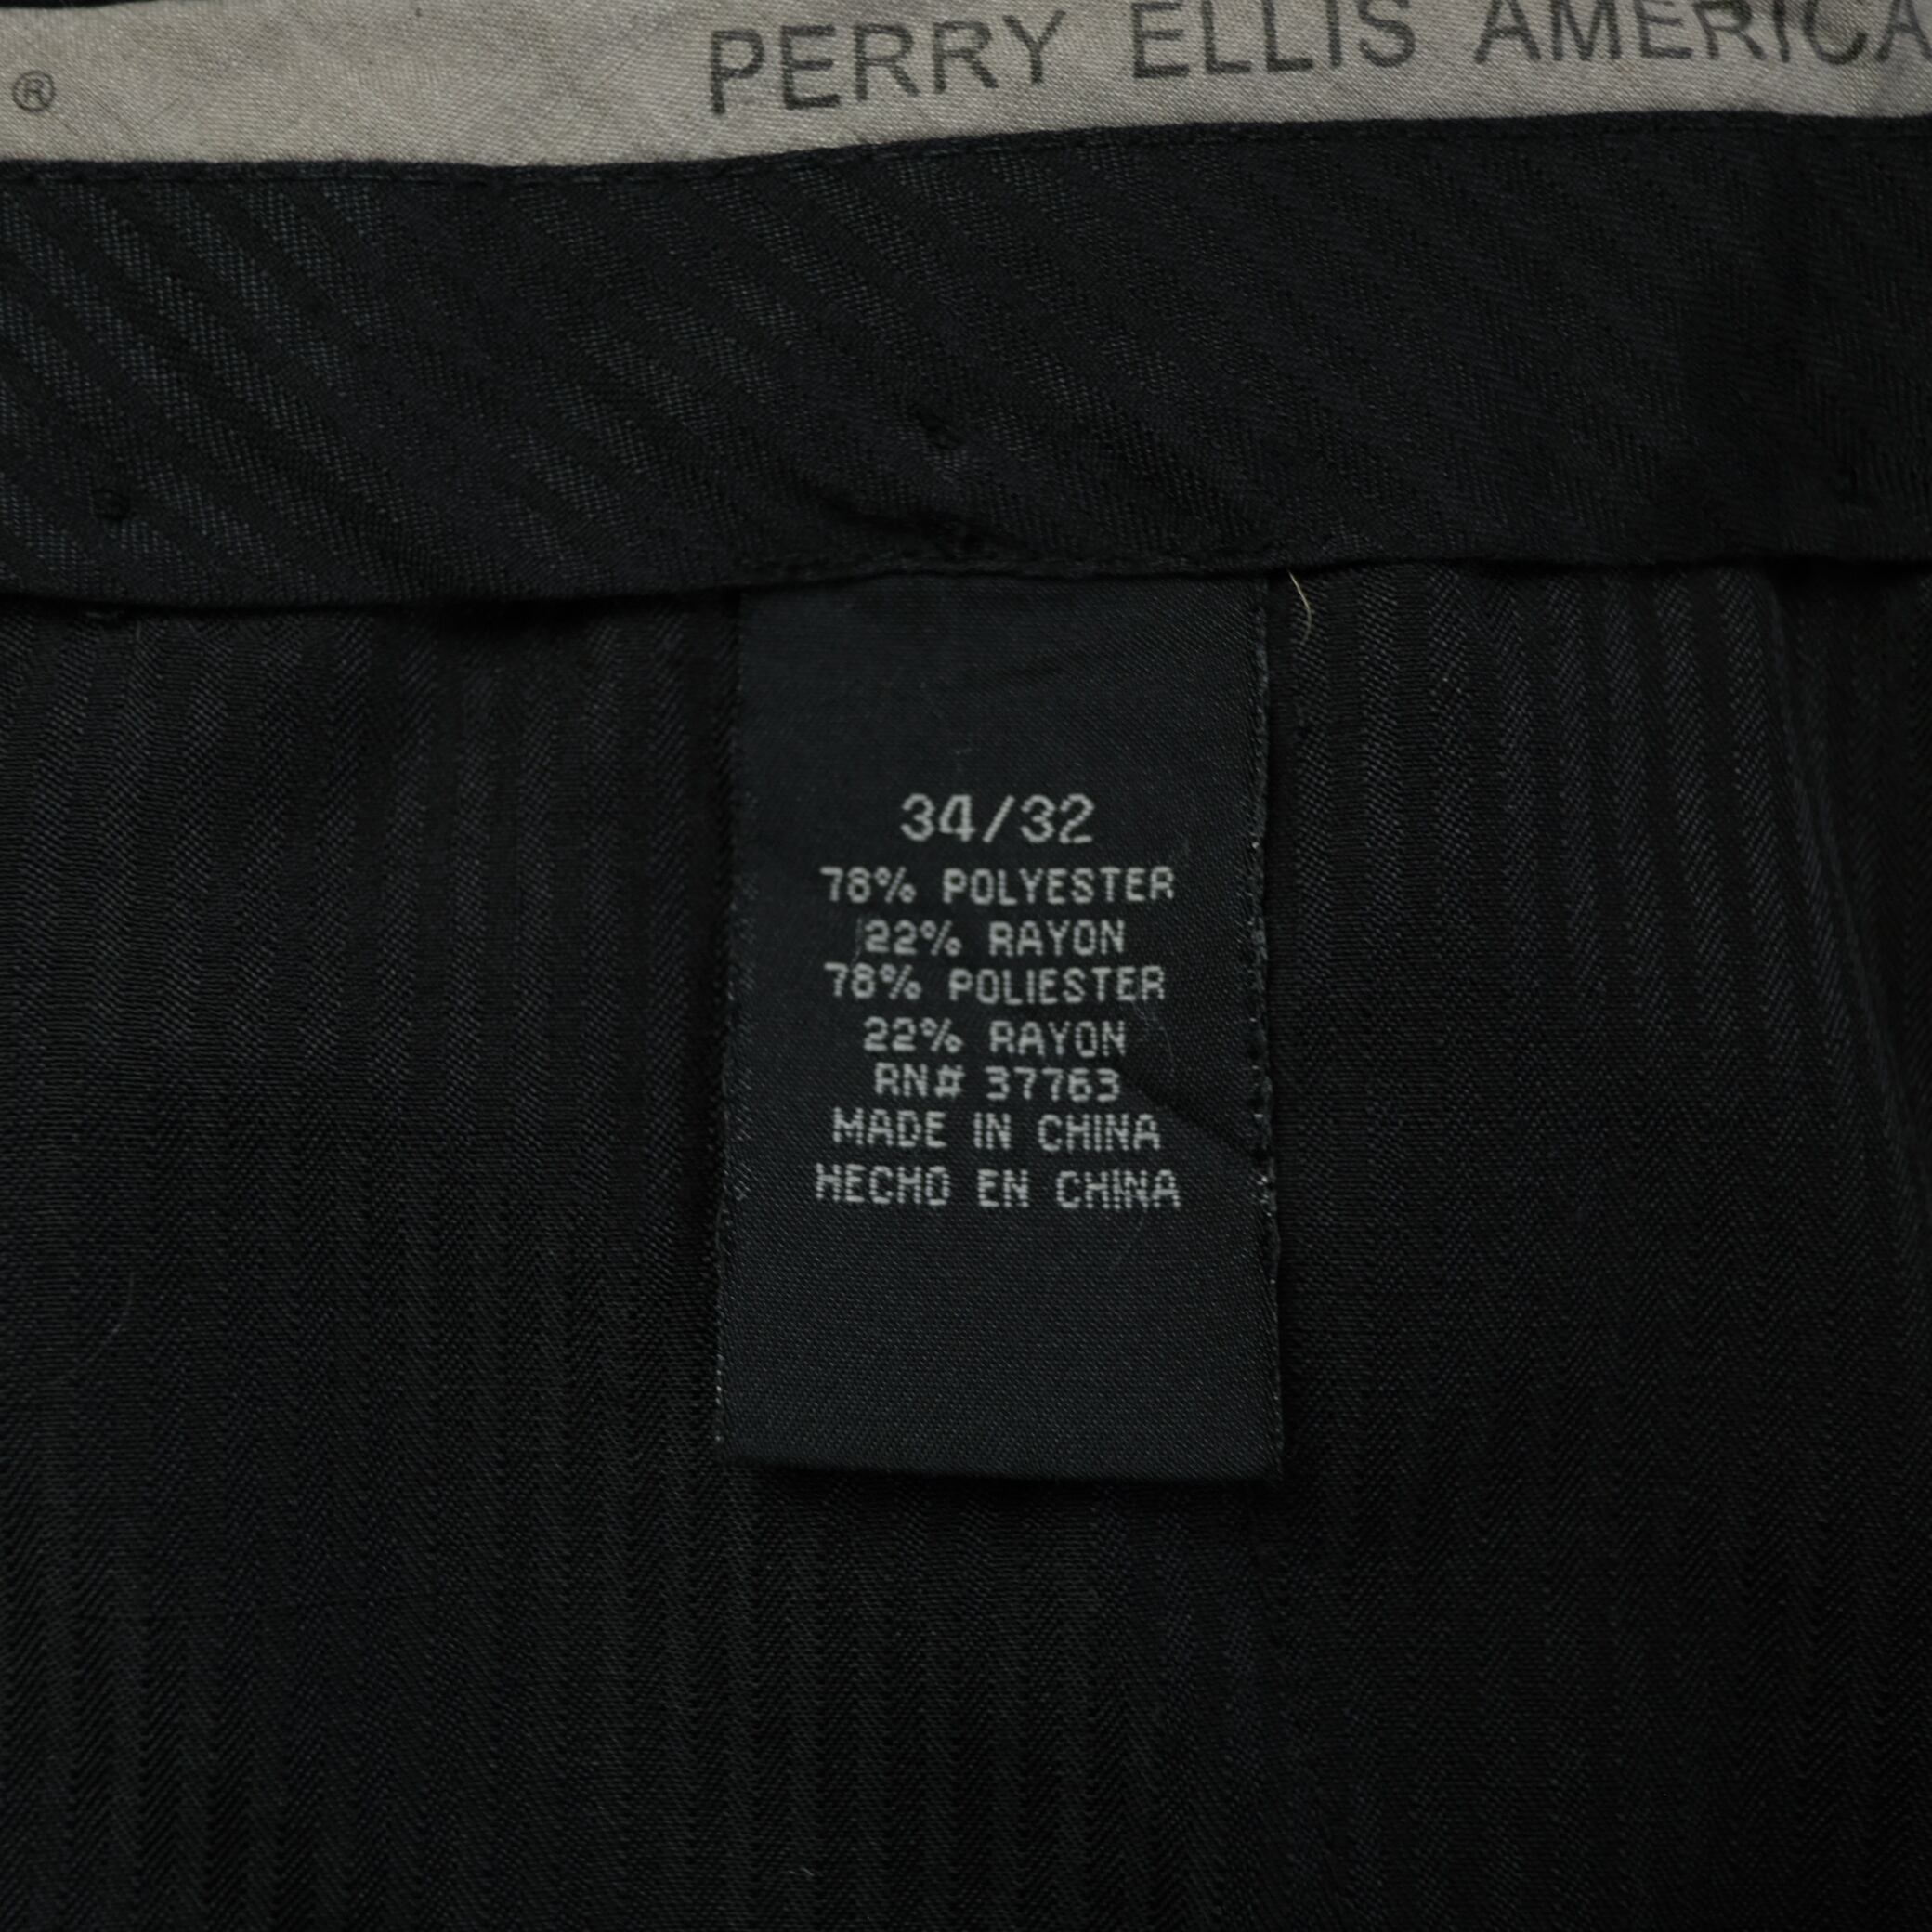 ® PERRY ELLIS AMERICA
34/32
78% POLYESTER
22% RAYON
78% POLIESTER
22% RAYON
RN# 37763
MADE IN CHINA
HECHO EN CHINA